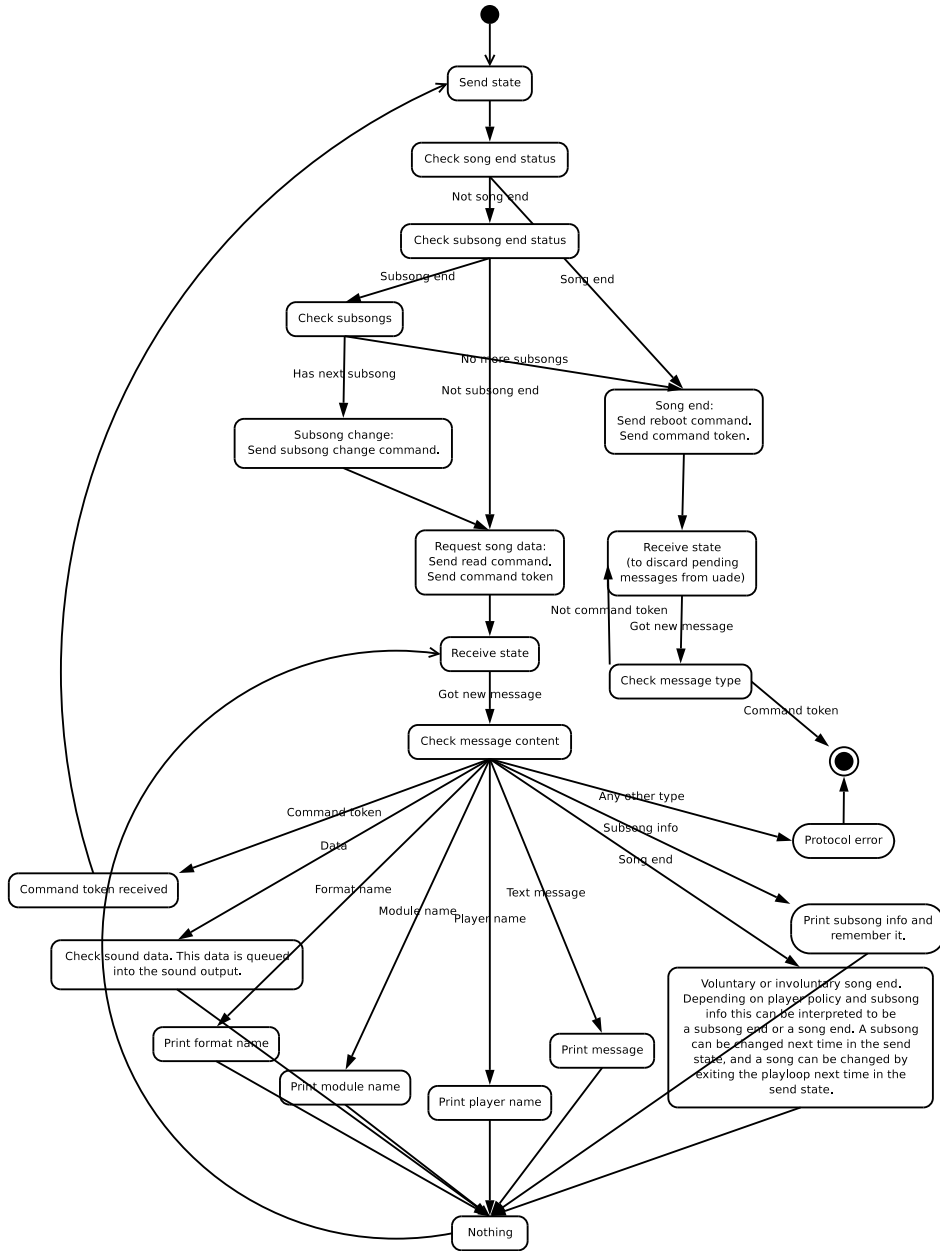 Send state
Check song end status
Not song end
Check subsong end status
Subsong end
Song end
Check subsongs
No more subsongs
Has next subsong
Not subsong end
Song end:
Send reboot command.
Send command token.
Subsong change:
Send subsong change command.
Request song data:
Send read command.
Send command token
Receive state
(to discard pending
messages from uade)
Not command token
Got new message
Receive state
Check message type
Got new message
Command token
Check message content
Any other type
Command token
Subsong info
Protocol error
Data
Song end
Format name
Text message
Command token received
Module name
Player name
Print subsong info and
remember it.
Check sound data. This data is queued
into the sound output.
Voluntary or involuntary song end.
Depending on player policy and subsong
info this can be interpreted to be
a subsong end or a song end. A subsong
can be changed next time in the send
state, and a song can be changed by
exiting the playloop next time in the
send state.
Print format name
Print message
Print module name
Print player name
Nothing